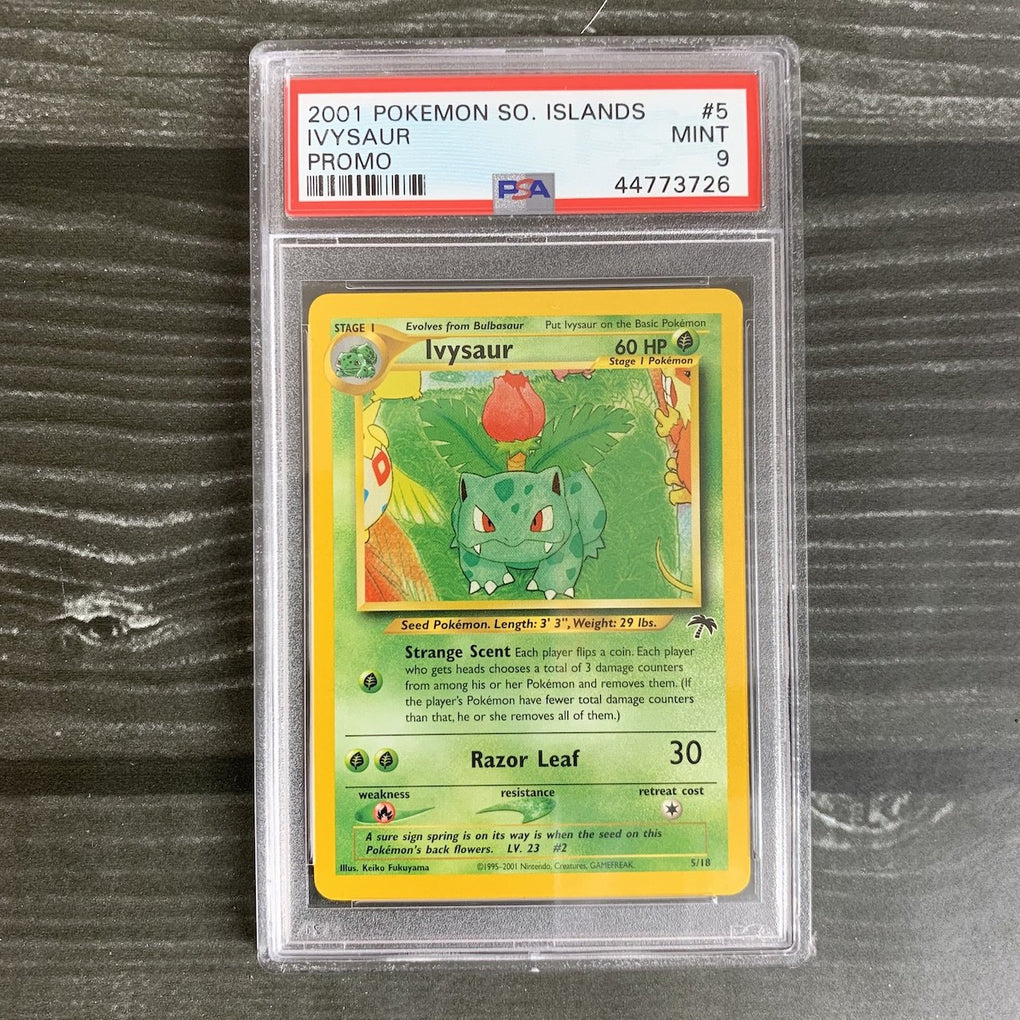 2001 POKEMON SO. ISLANDS #5
IVYSAUR MINT
PROMO 9
PSA 44773726
STAGE 1 Evolves from Bulbasaur Put Ivysaur on the Basic Pokémon
Ivysaur 60 HP
Stage 1 Pokémon
Seed Pokémon. Length: 3' 3", Weight: 29 lbs.
Strange Scent Each player flips a coin. Each player
who gets heads chooses a total of 3 damage counters
from among his or her Pokémon and removes them. (If
the player's Pokémon have fewer total damage counters
than that, he or she removes all of them.)
Razor Leaf 30
weakness resistance retreat cost
A sure sign spring is on its way is when the seed on this
Pokémon's back flowers. LV. 23 #2
Illus. Keiko Fukuyama ©1995-2001 Nintendo, Creatures, GAMEFREAK. 5/18